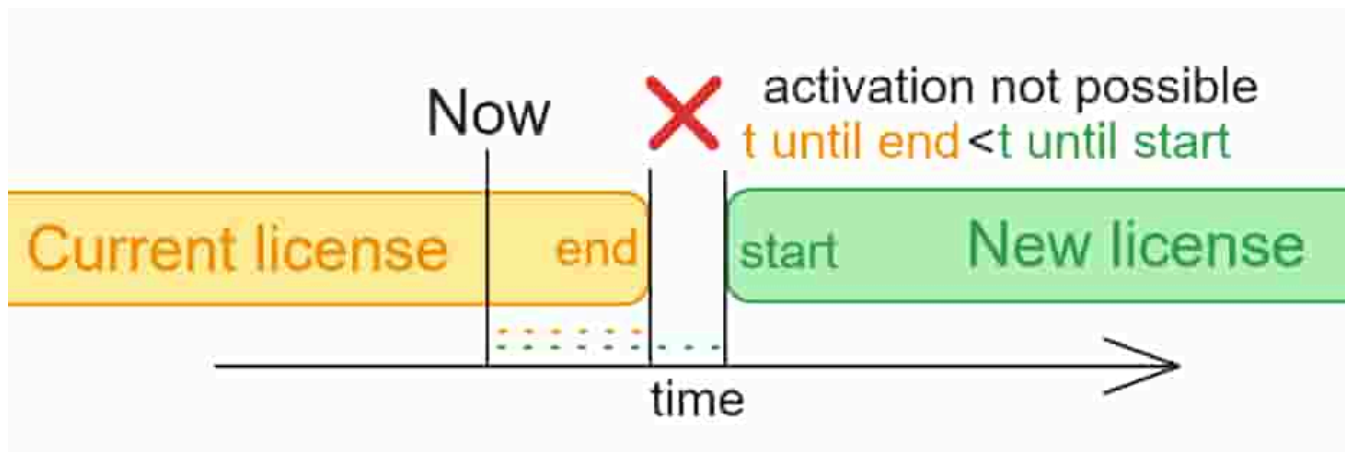 Now
activation not possible
t until end<t until start
Current license
end
start
New license
time